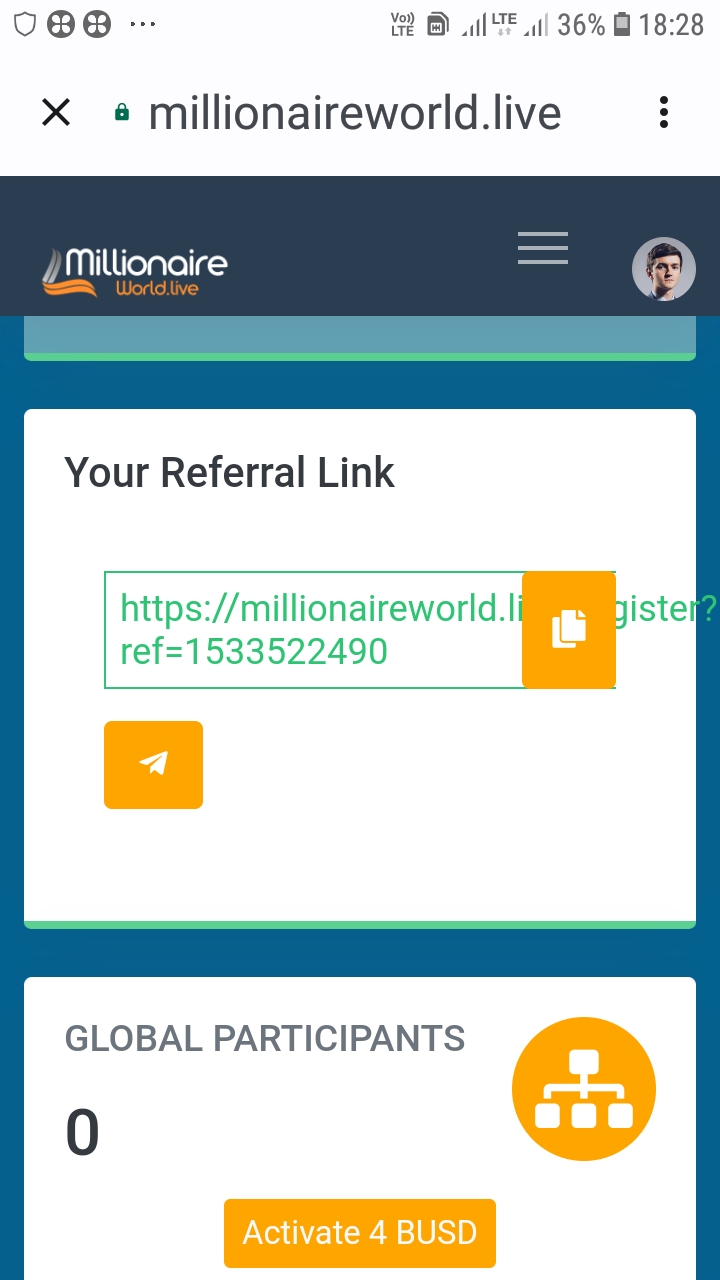 Vo)) LTE LTE 36% 18:28
millionaireworld.live
Millionaire
World.live
Your Referral Link
https://millionaireworld.li gister?
ref=1533522490
GLOBAL PARTICIPANTS
0
Activate 4 BUSD